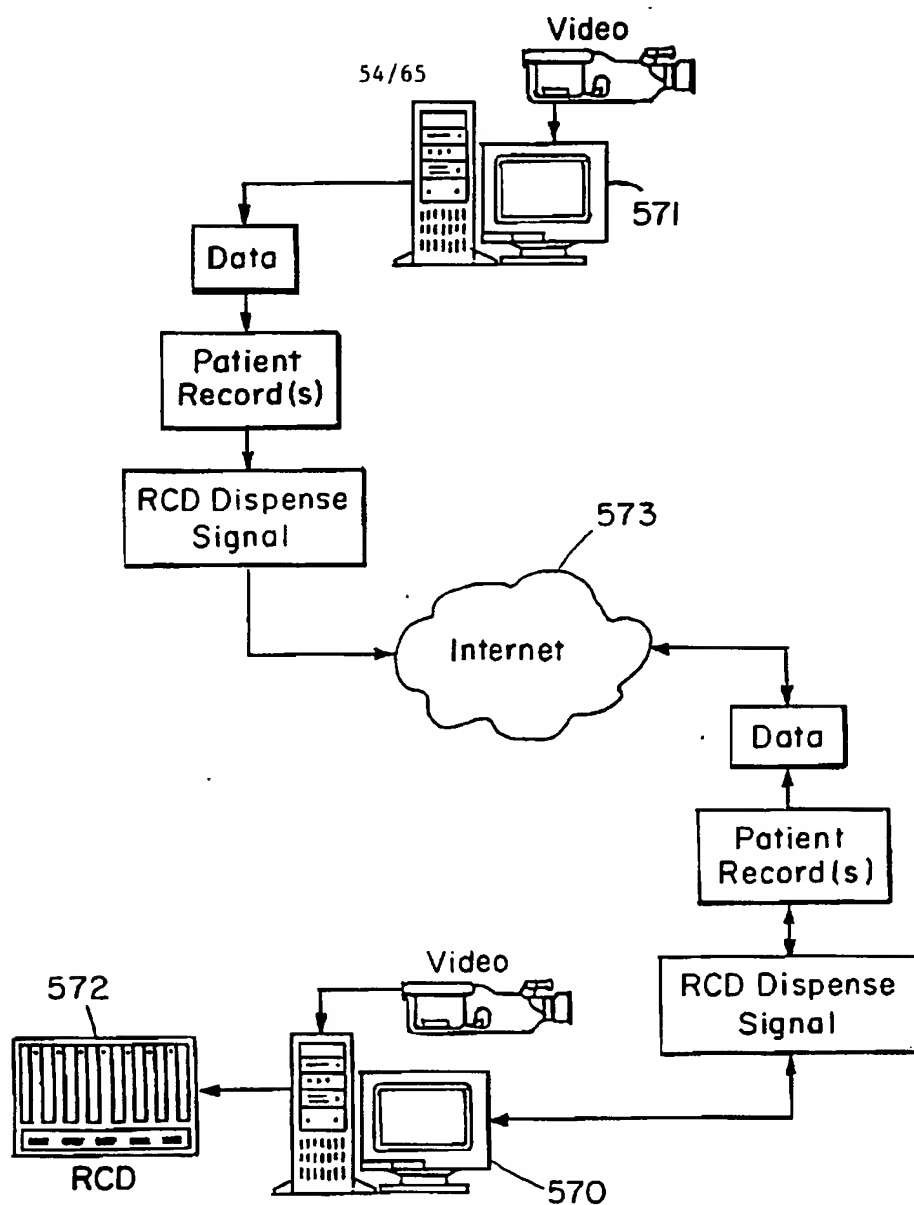 Video
54/65
571
Data
Patient
Record(s)
RCD Dispense
Signal
573
Internet
Data
Patient
Record(s)
RCD Dispense
Signal
Video
572
RCD
570